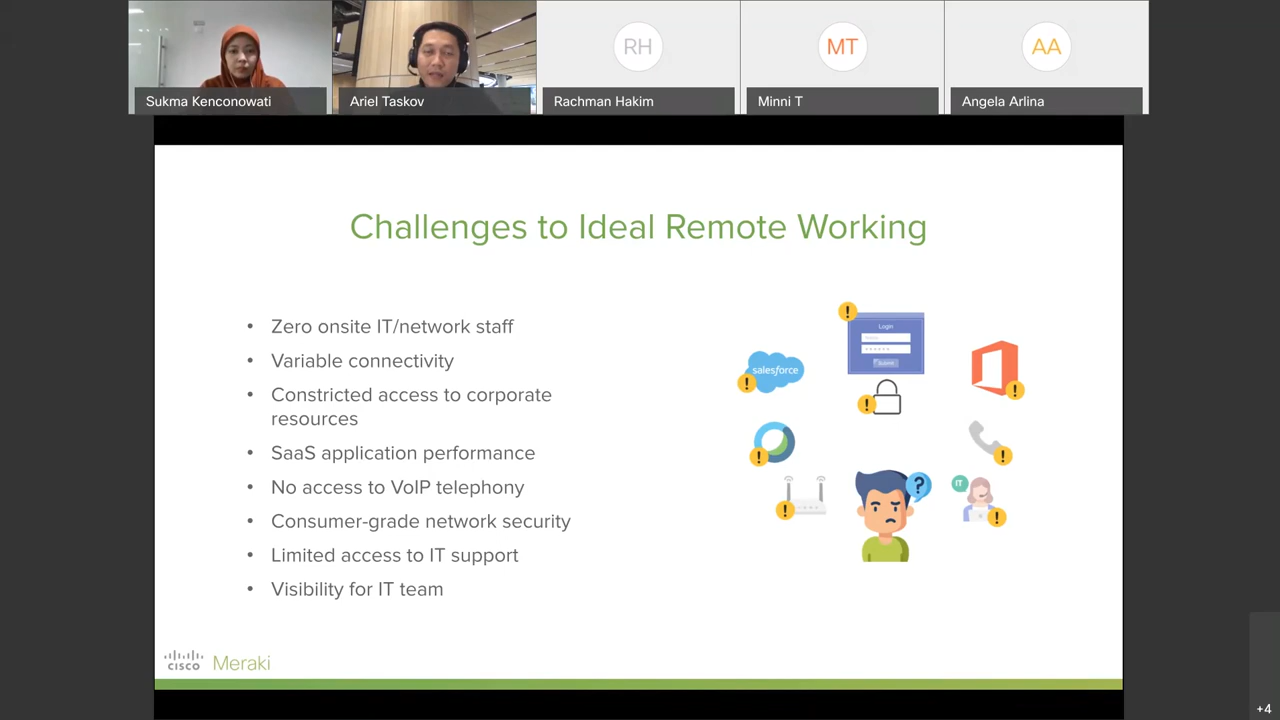 RH
MT
AA
Sukma Kenconowati
Ariel Taskov
Rachman Hakim
Minni T
Angela Arlina
Challenges to Ideal Remote Working
• Zero onsite IT/network staff
• Variable connectivity
• Constricted access to corporate
resources
• SaaS application performance
• No access to VoIP telephony
• Consumer-grade network security
• Limited access to IT support
• Visibility for IT team
!
Login
salesforce
!
!
!
!
!
!
?
IT
!
!
cisco Meraki
+4